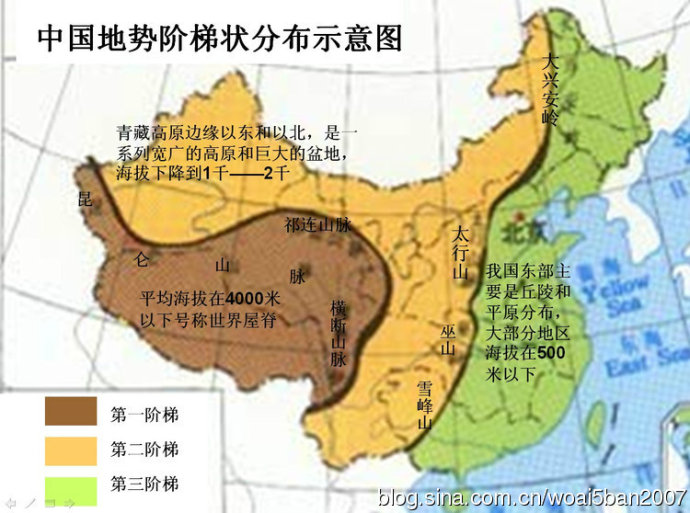 中国地势阶梯状分布示意图
大兴安岭
青藏高原边缘以东和以北，是一
系列宽广的高原和巨大的盆地，
海拔下降到1千——2千
昆
仑
山
脉
祁连山脉
太行山
北京
平均海拔在4000米
以下号称世界屋脊
横断山脉
我国东部主
要是丘陵和
平原分布，
大部分地区
海拔在500
米以下
黄海
Yellow
Sea
巫山
东海
East Sea
雪峰山
第一阶梯
第二阶梯
第三阶梯
blog.sina.com.cn/woai5ban2007